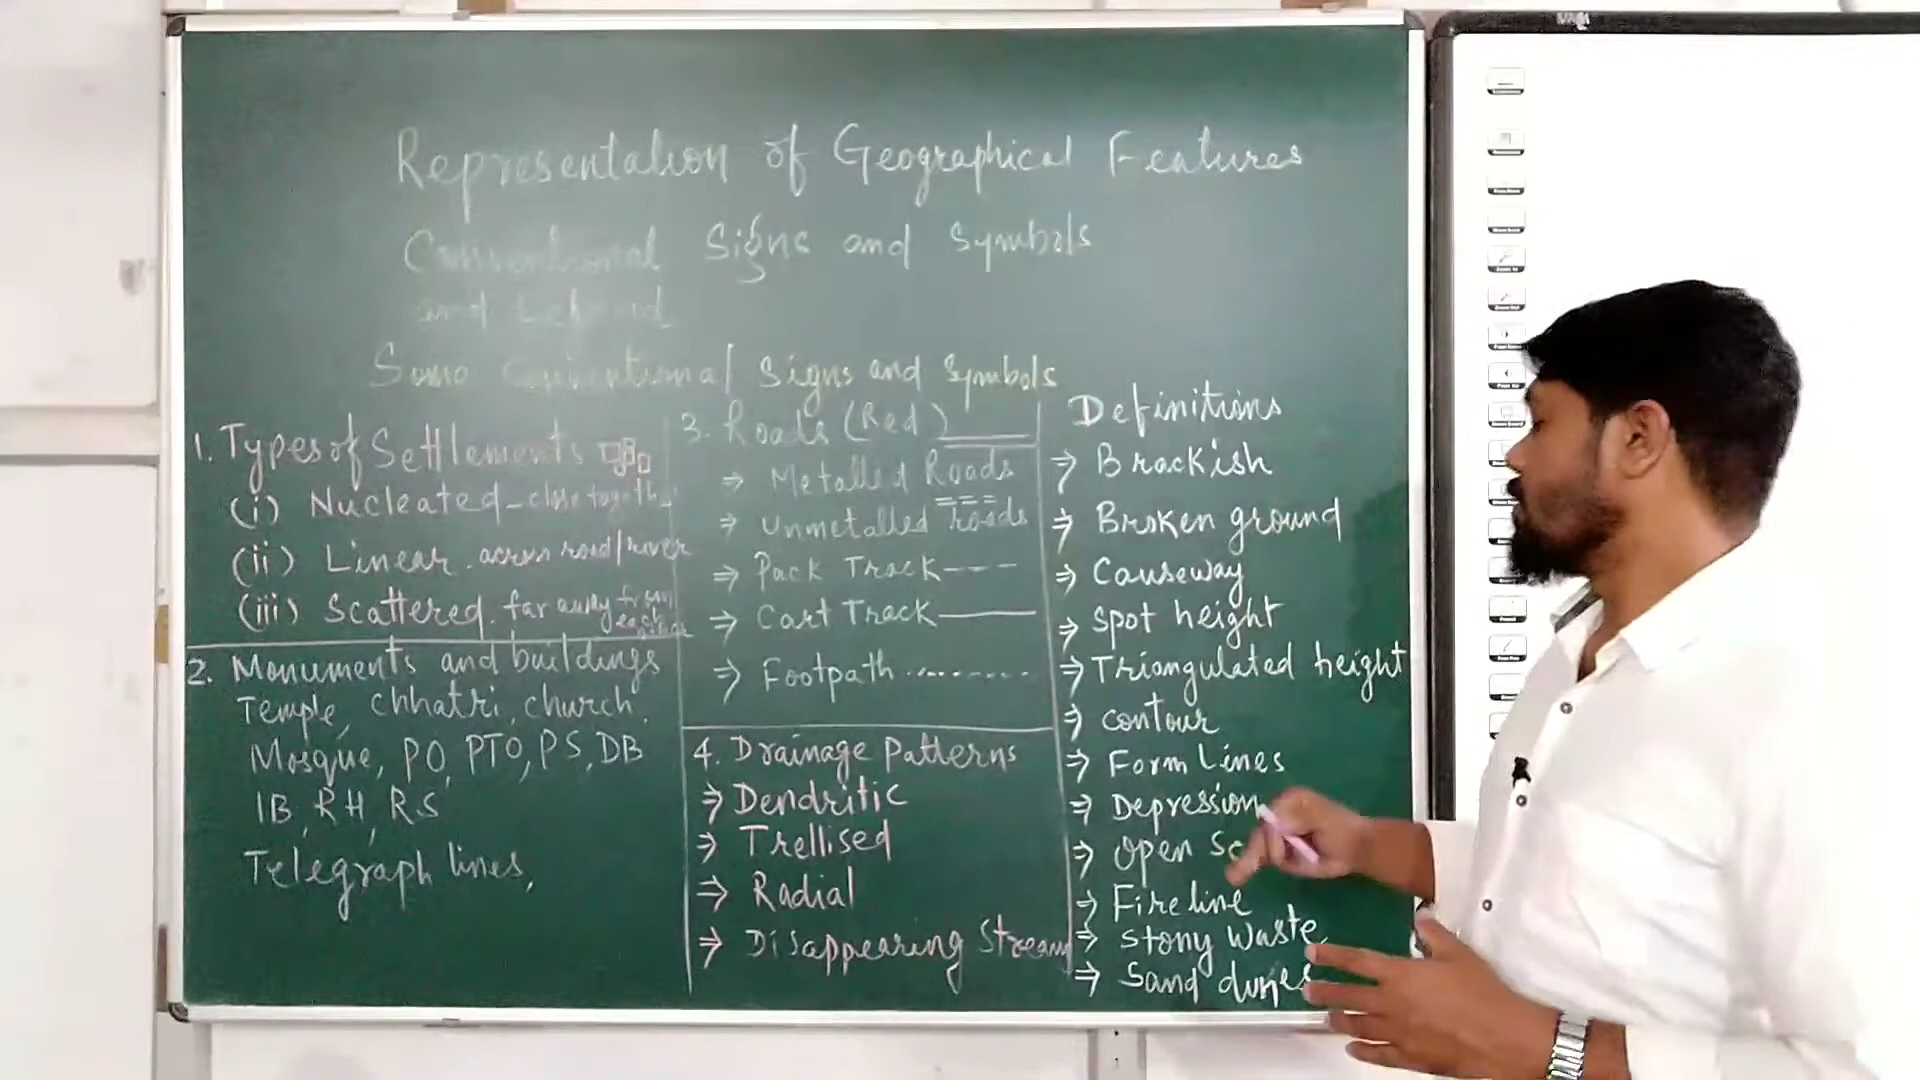 Representation of Geographical Features
Conventional Signs and Symbols
and
Some Conventional Signs and Symbols
1. Types of Settlements
(i) Nucleated - close together
(ii) Linear. across road/river
(iii) Scattered. far away from
each other
2. Monuments and buildings
Temple, Chhatri, church,
Mosque, PO, PTO, PS, DB
IB, RH, RS
Telegraph lines,
3. Roads (Red)
⇒ Metalled Roads
⇒ Unmetalled roads
⇒ Pack Track
⇒ Cart Track
⇒ Footpath
4. Drainage Patterns
⇒ Dendritic
⇒ Trellised
⇒ Radial
⇒ Disappearing Stream
Definitions
⇒ Brackish
⇒ Broken ground
⇒ Causeway
⇒ Spot height
⇒ Triangulated height
⇒ contour
⇒ Form Lines
⇒ Depression
⇒ Open Sc
⇒ Fire line
⇒ Stony Waste
⇒ Sand dunes